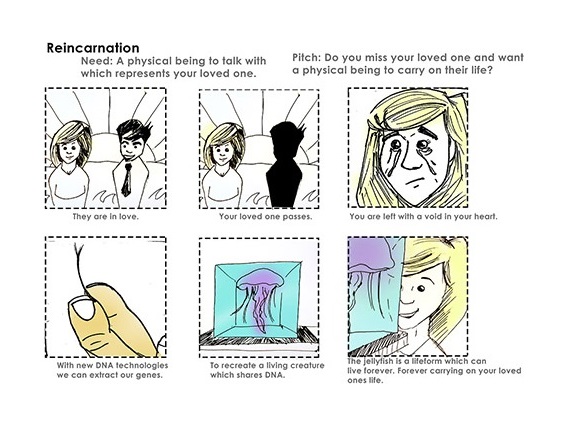 Reincarnation
Need: A physical being to talk with
which represents your loved one.
Pitch: Do you miss your loved one and want
a physical being to carry on their life?
They are in love.
Your loved one passes.
You are left with a void in your heart.
With new DNA technologies
we can extract our genes.
To recreate a living creature
which shares DNA.
The jellyfish is a lifeform which can
live forever. Forever carrying on your loved
ones life.